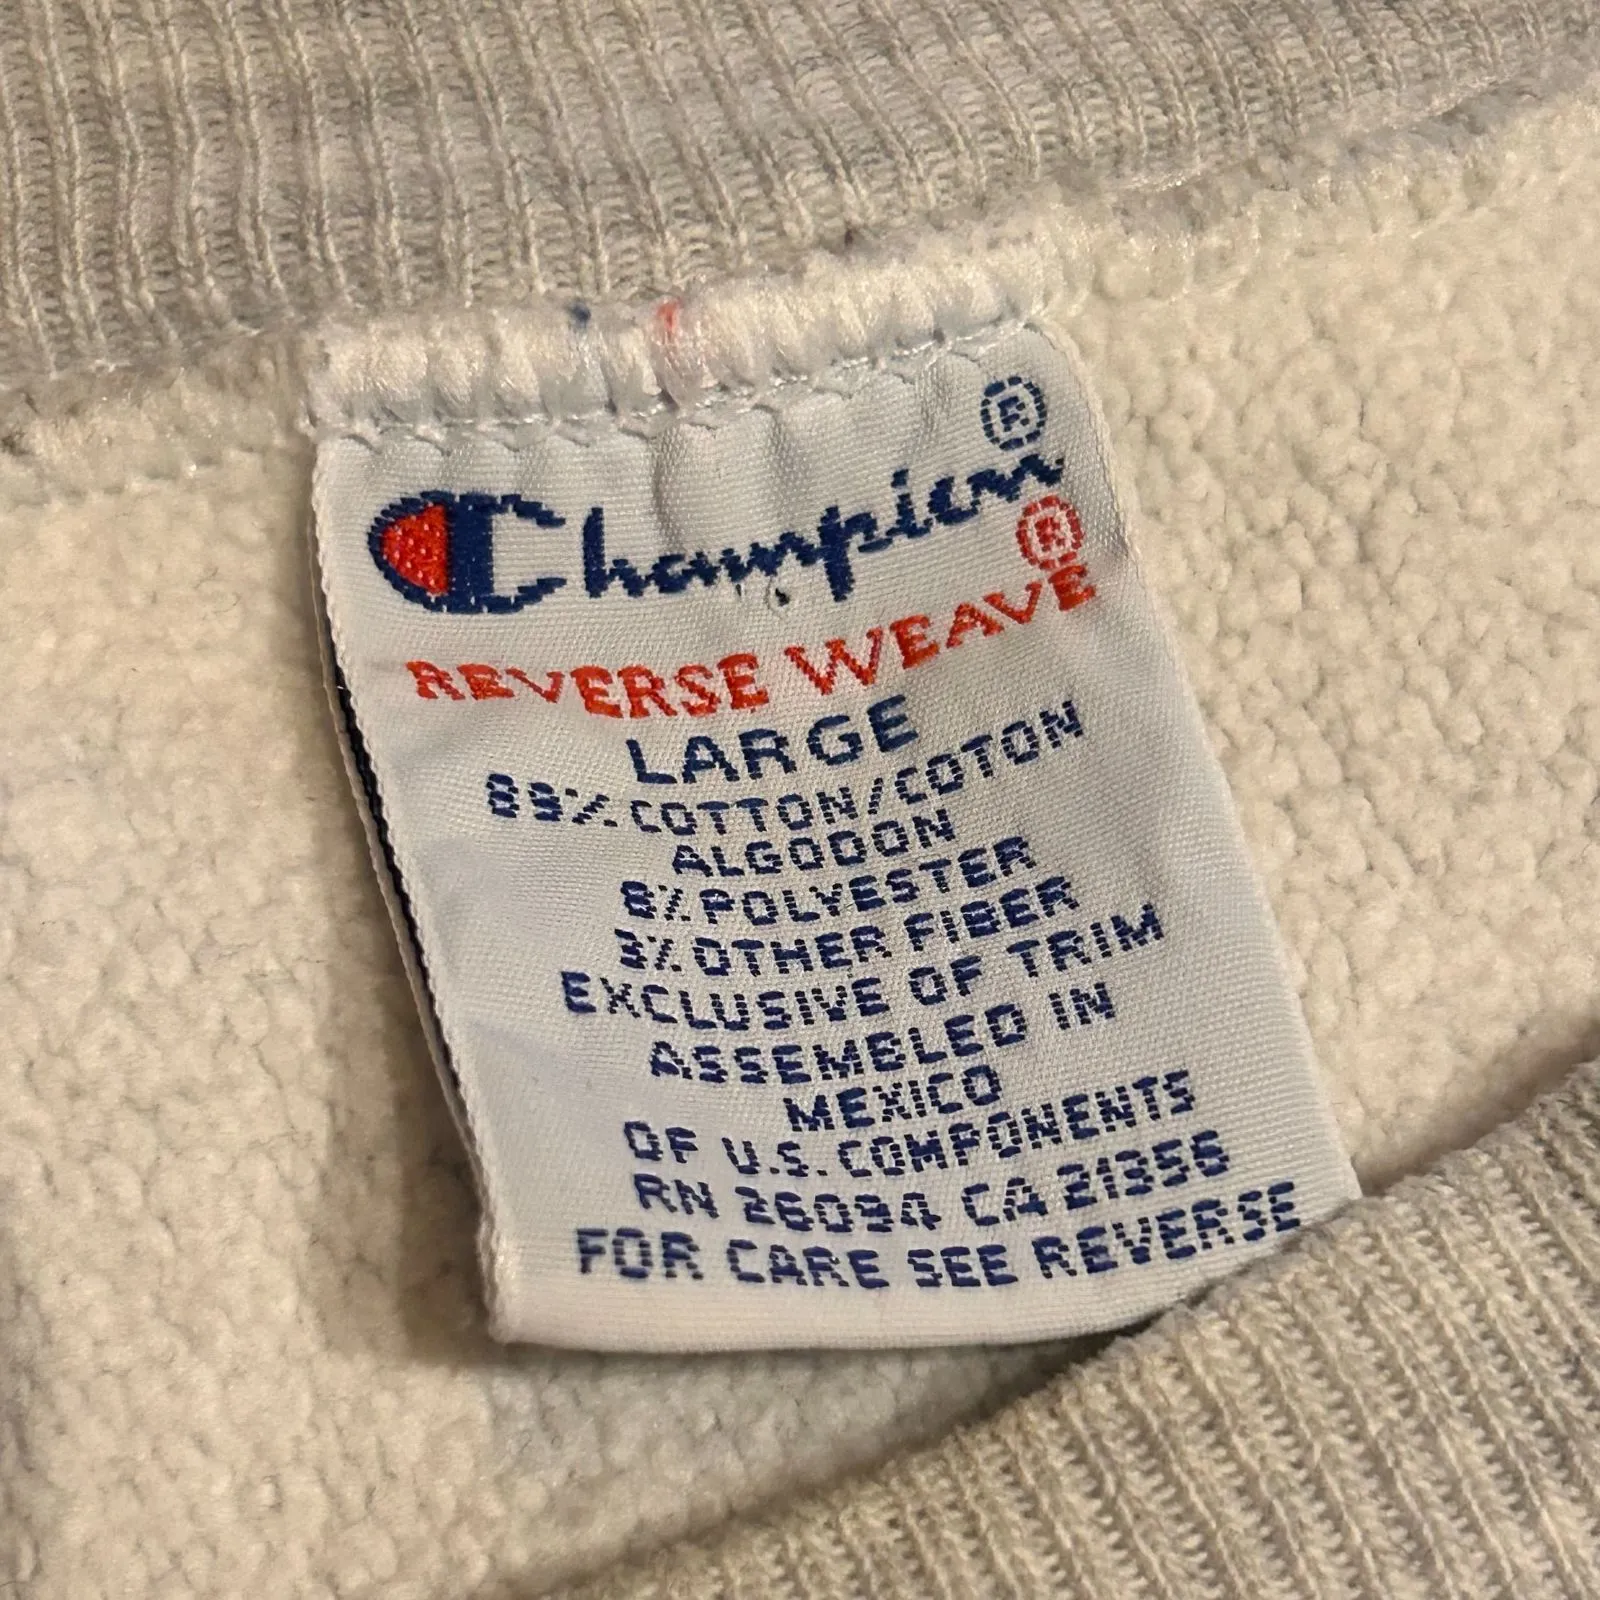 Champion®
REVERSE WEAVE®
LARGE
89% COTTON/COTON
ALGODON
8% POLYESTER
3% OTHER FIBER
EXCLUSIVE OF TRIM
ASSEMBLED IN
MEXICO
OF U.S. COMPONENTS
RN 26094 CA 21356
FOR CARE SEE REVERSE